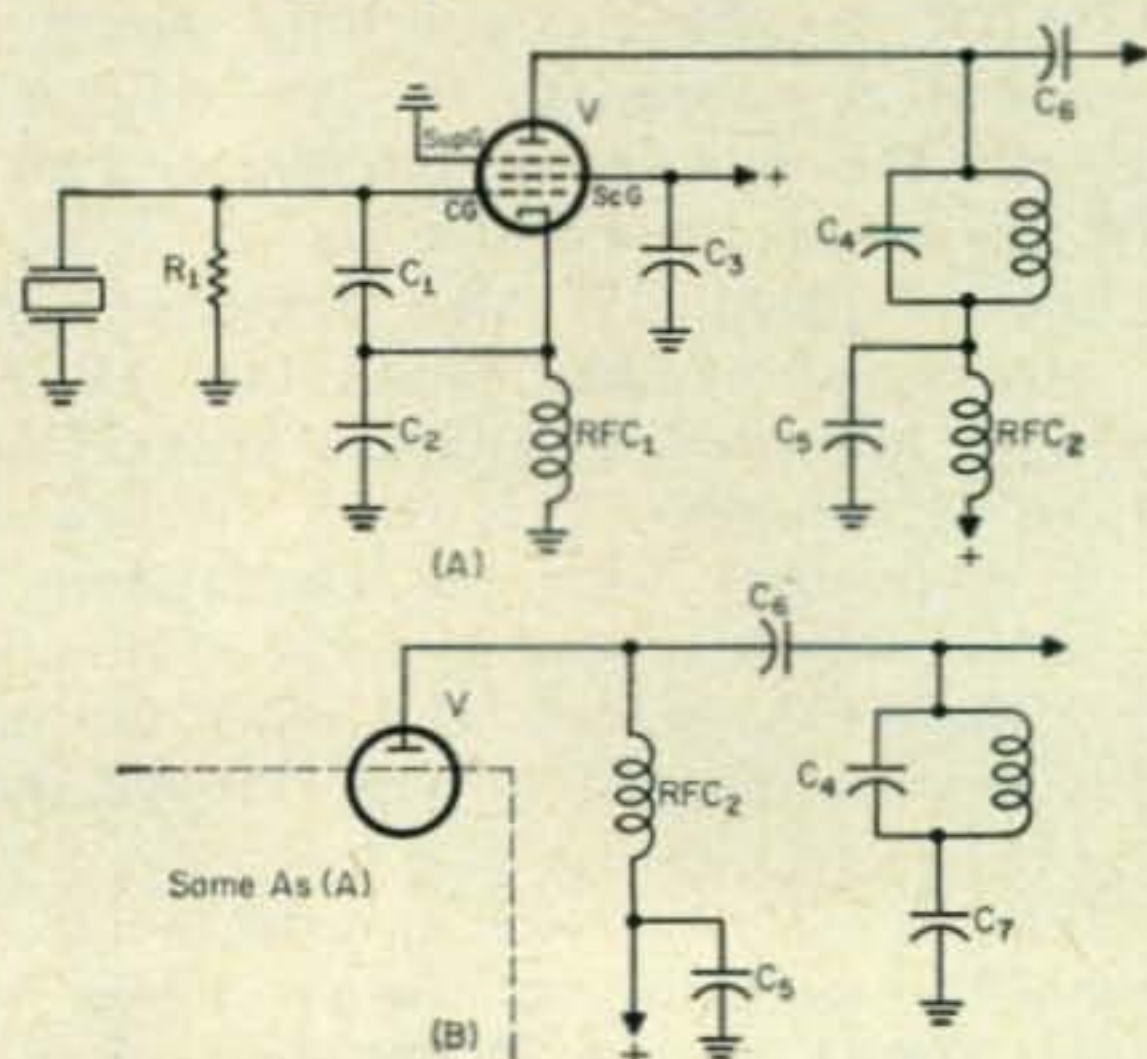 C6
V
SupG
+
CG
ScG
R1
C1
C3
C4
C2
RFC1
C5
RFC2
+
(A)
C6
V
RFC2
C4
Same As (A)
C7
C5
(B)
+